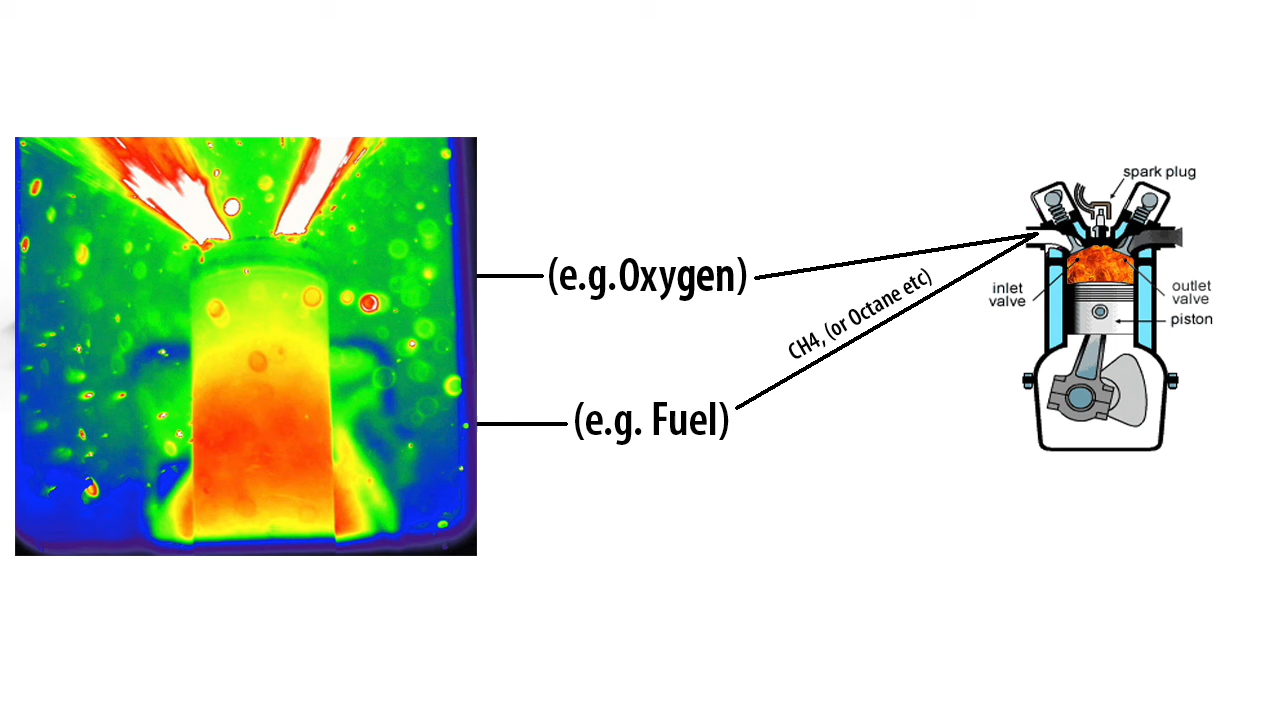 spark plug
(e.g.Oxygen)
CH4, (or Octane etc)
inlet
valve
outlet
valve
piston
(e.g. Fuel)